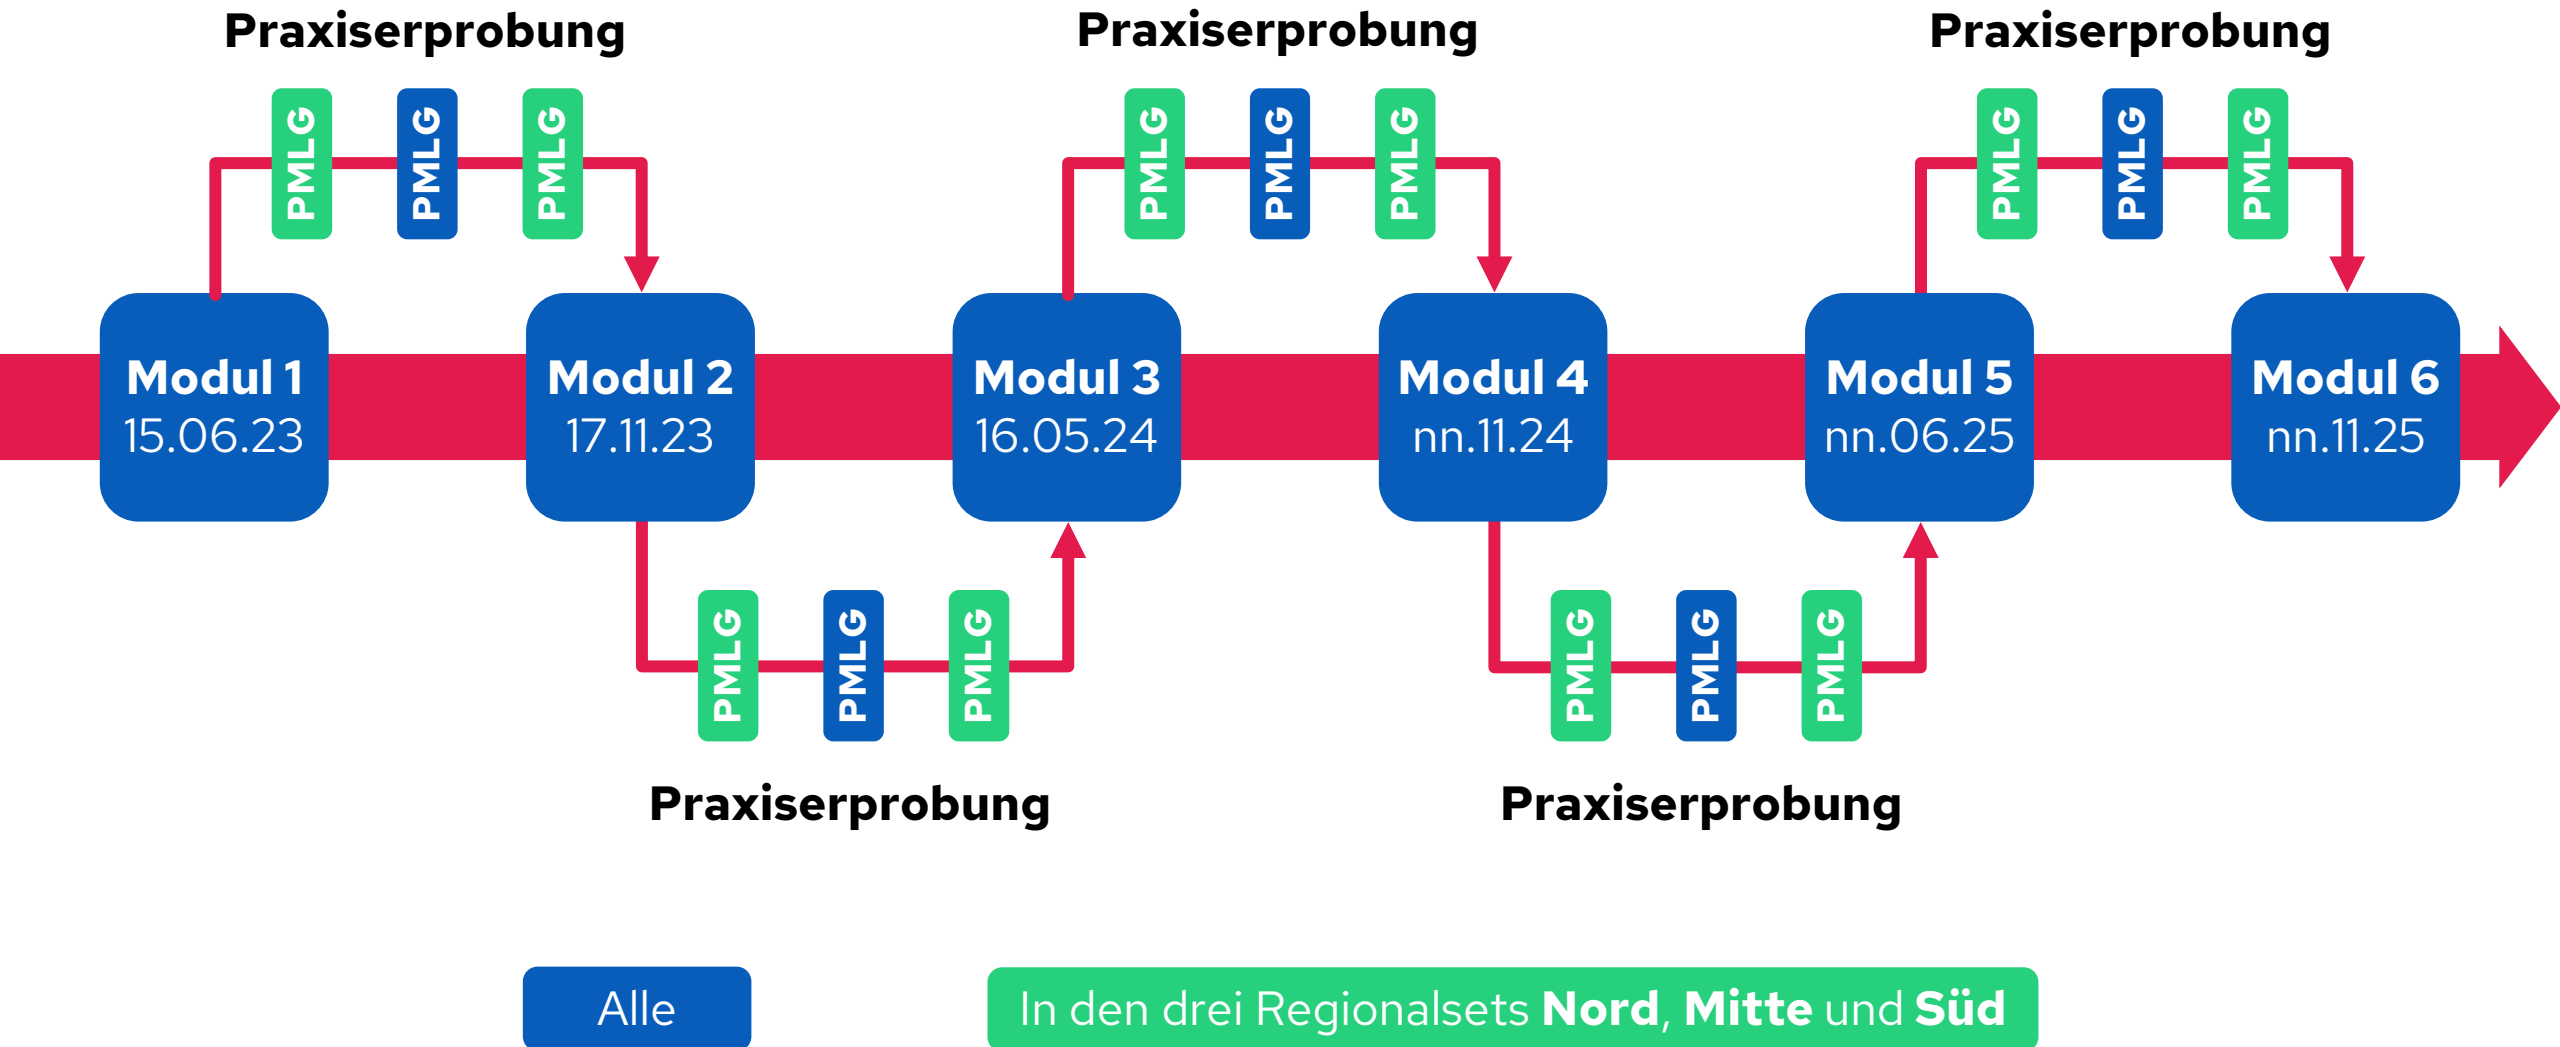 Praxiserprobung
Praxiserprobung
Praxiserprobung
PMLG
PMLG
PMLG
PMLG
PMLG
PMLG
PMLG
PMLG
PMLG
Modul 1
15.06.23
Modul 2
17.11.23
Modul 3
16.05.24
Modul 4
nn.11.24
Modul 5
nn.06.25
Modul 6
nn.11.25
PMLG
PMLG
PMLG
PMLG
PMLG
PMLG
Praxiserprobung
Praxiserprobung
Alle
In den drei Regionalsets Nord, Mitte und Süd